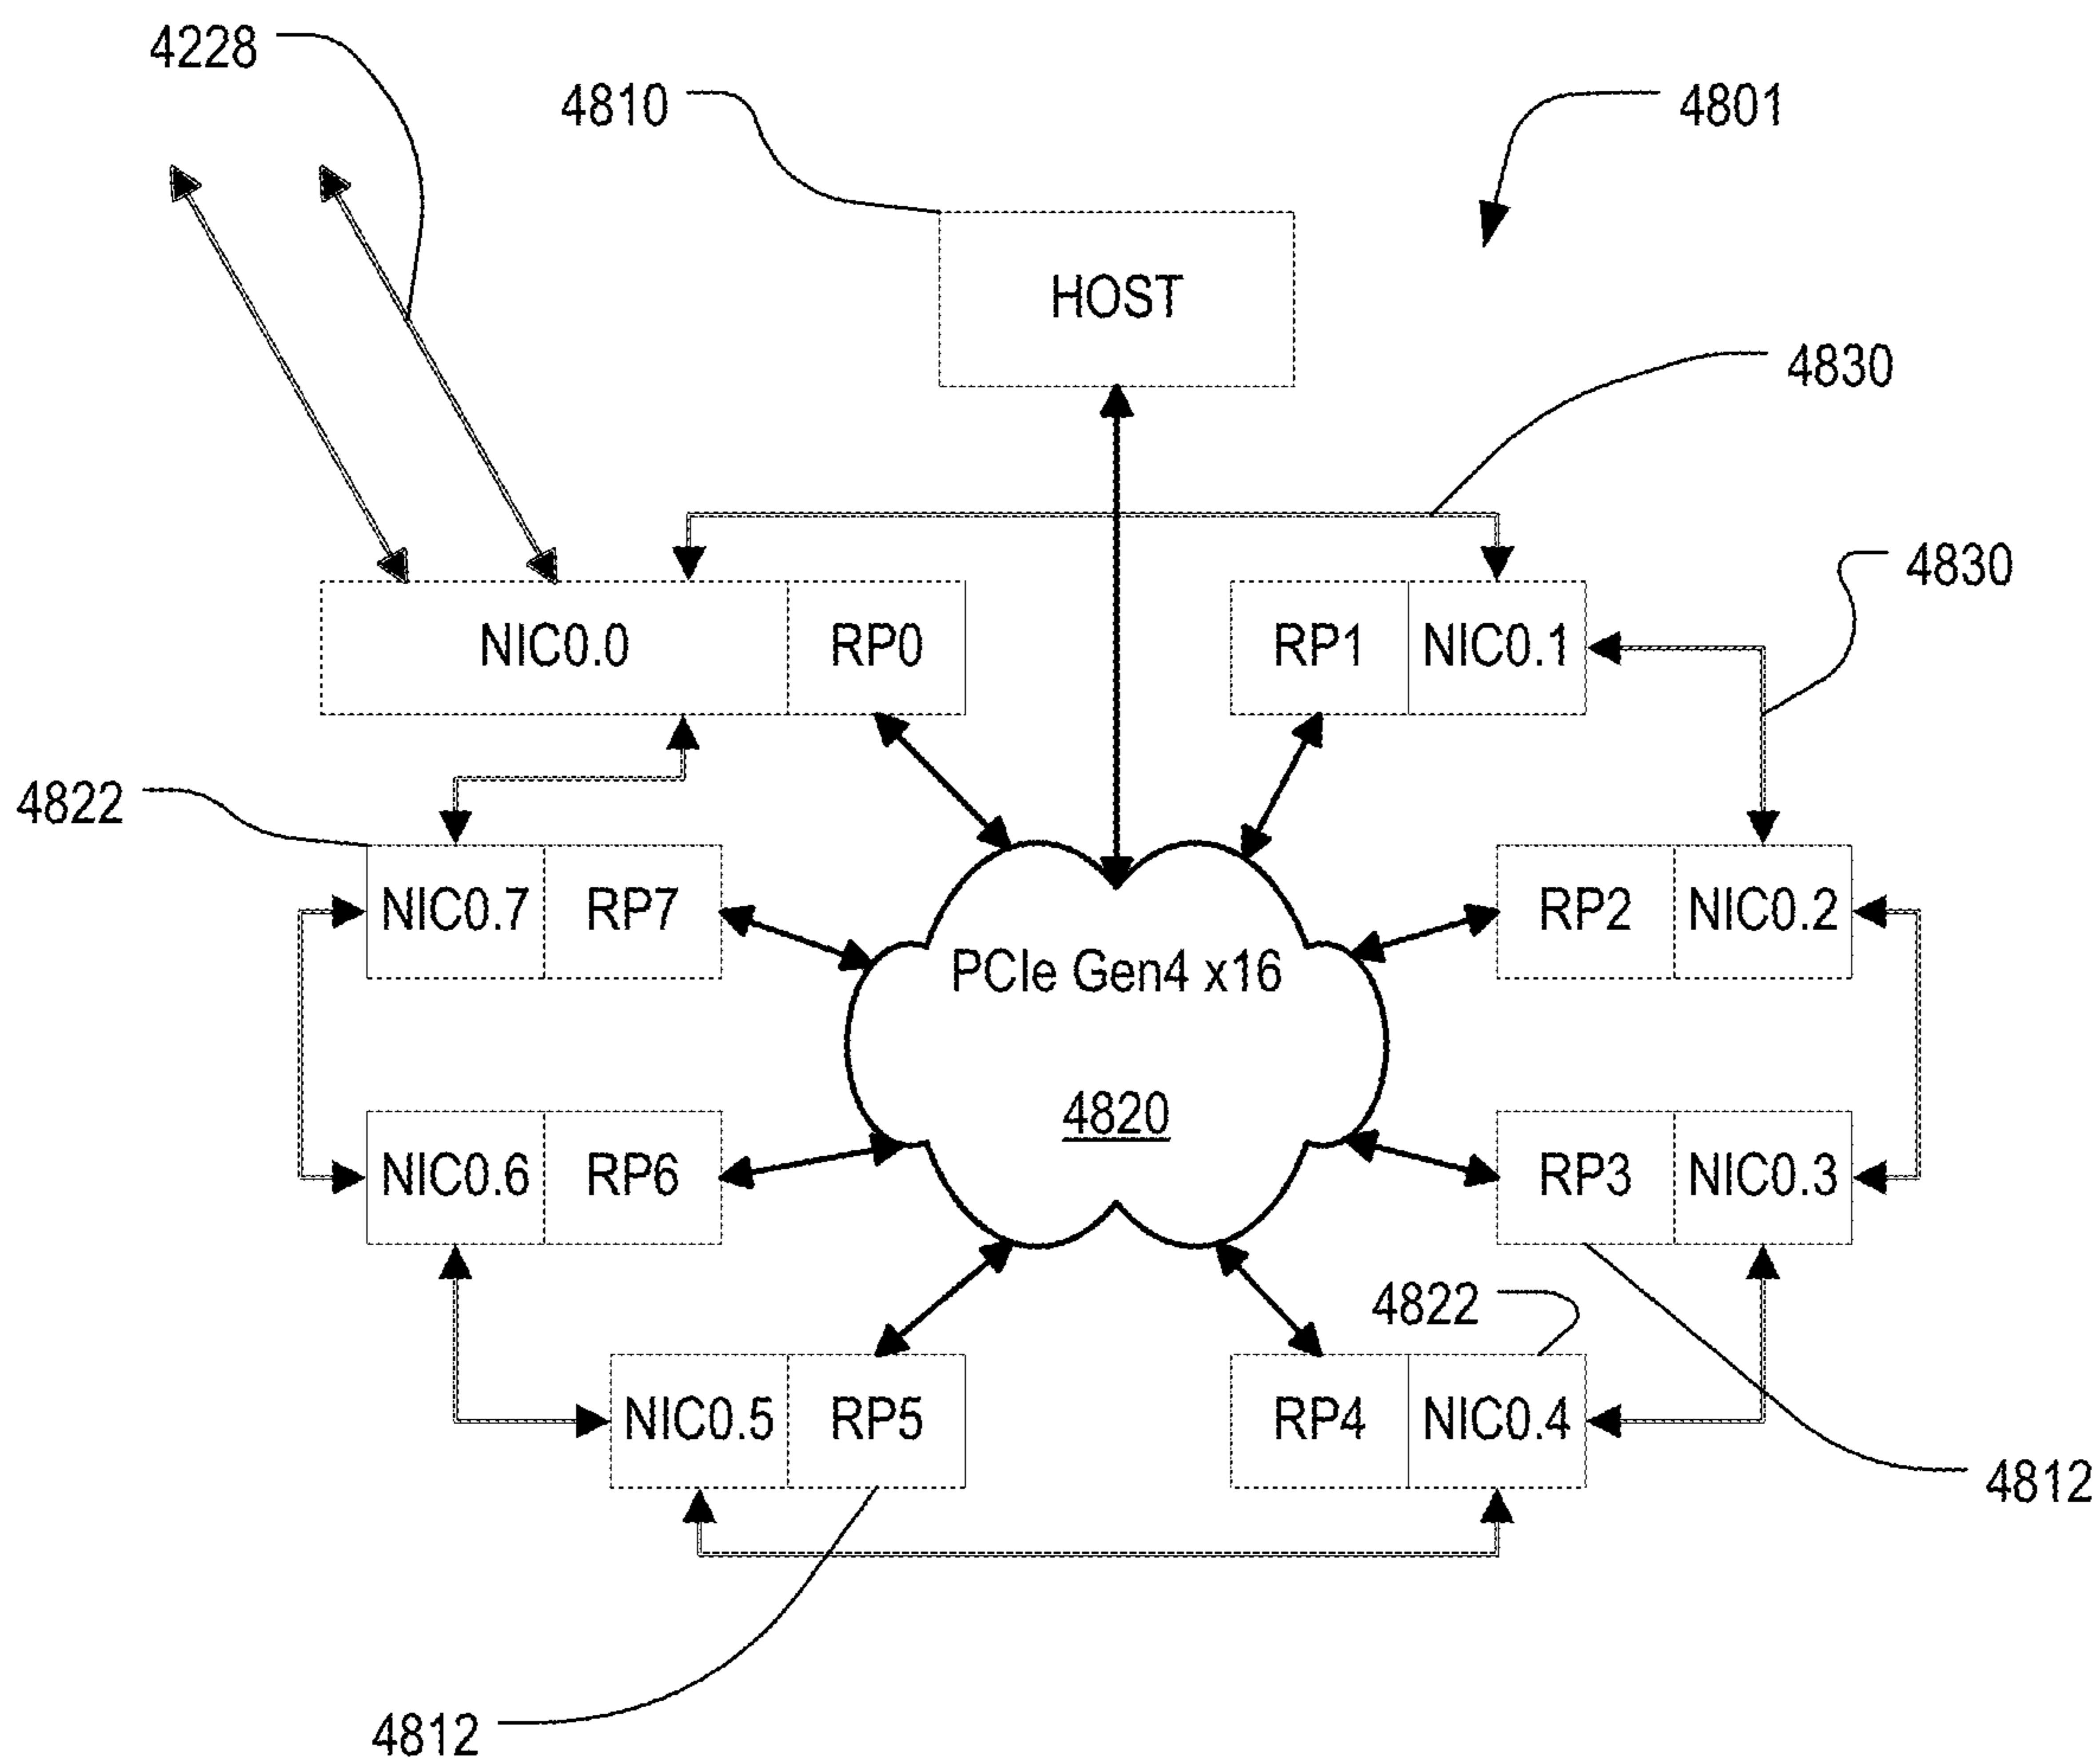 4228
4810
4801
HOST
4830
4830
NIC0.0
RP0
RP1
NIC0.1
4822
NIC0.7
RP7
RP2
NIC0.2
PCIe Gen4 x16
4820
NIC0.6
RP6
RP3
NIC0.3
4822
NIC0.5
RP5
RP4
NIC0.4
4812
4812